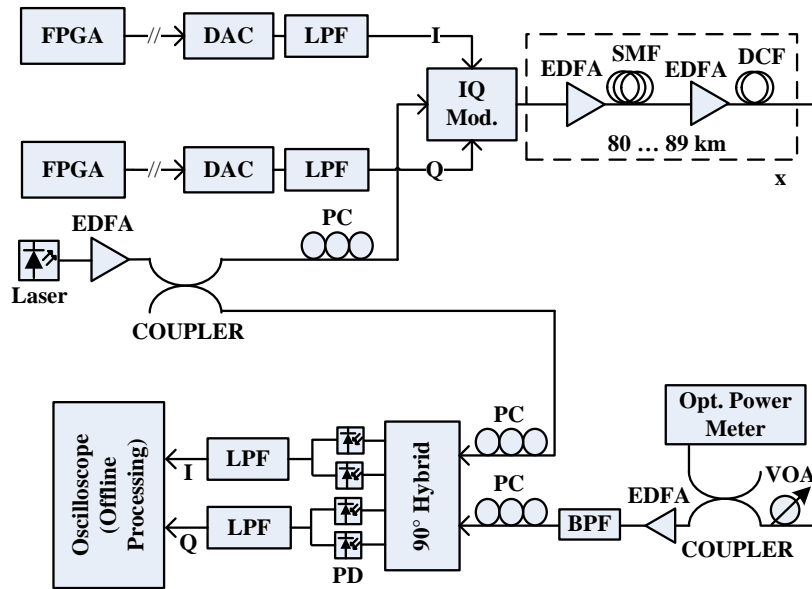 FPGA
//
DAC
LPF
I
EDFA
SMF
EDFA
DCF
IQ
Mod.
80 … 89 km
x
FPGA
//
DAC
LPF
Q
EDFA
PC
Laser
COUPLER
Opt. Power
Meter
PC
PC
VOA
EDFA
BPF
COUPLER
90° Hybrid
LPF
I
LPF
Q
PD
Oscilloscope
(Offline
Processing)